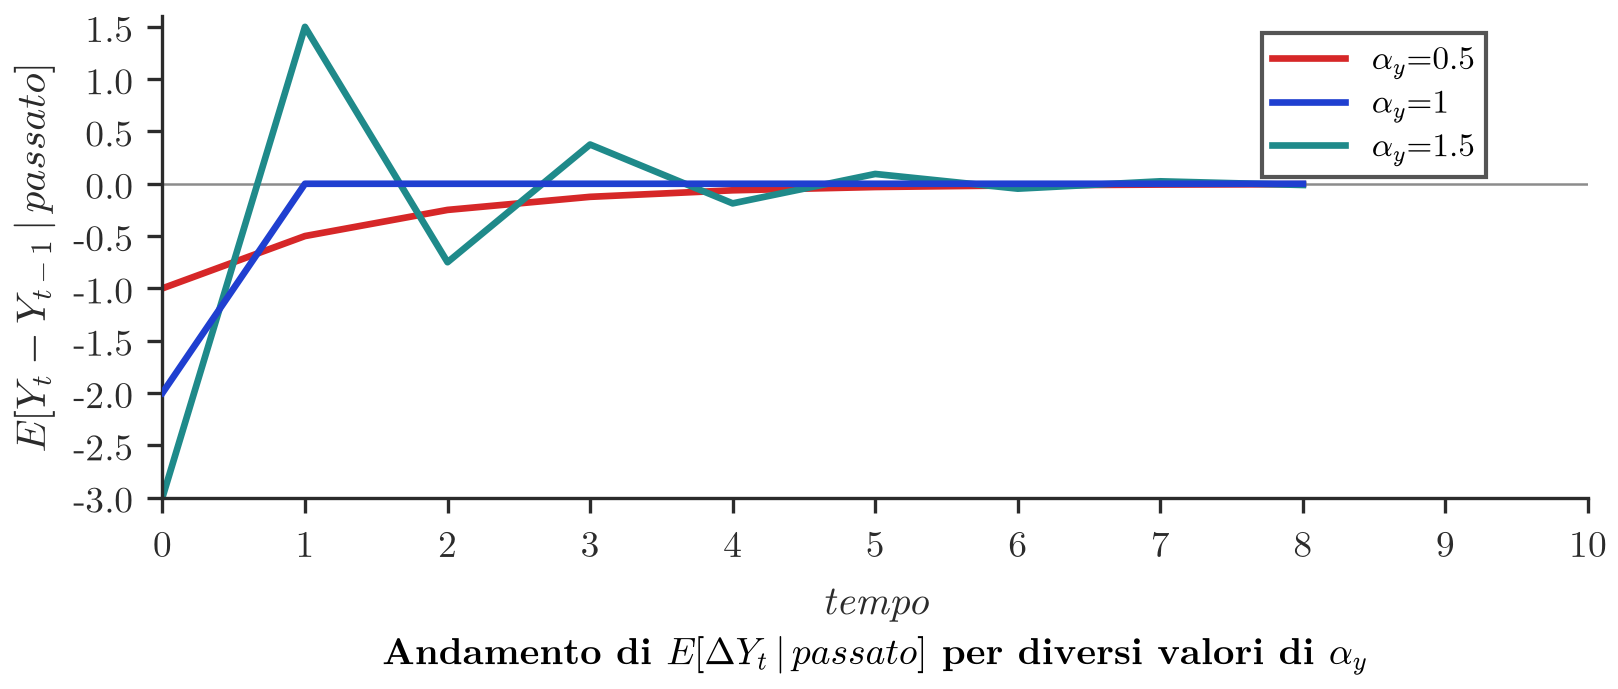 1.5
1.0
0.5
0.0
-0.5
-1.0
-1.5
-2.0
-2.5
-3.0
E[Y_t − Y_{t−1} | passato]
α_y=0.5
α_y=1
α_y=1.5
0 1 2 3 4 5 6 7 8 9 10
tempo
Andamento di E[ΔY_t | passato] per diversi valori di α_y